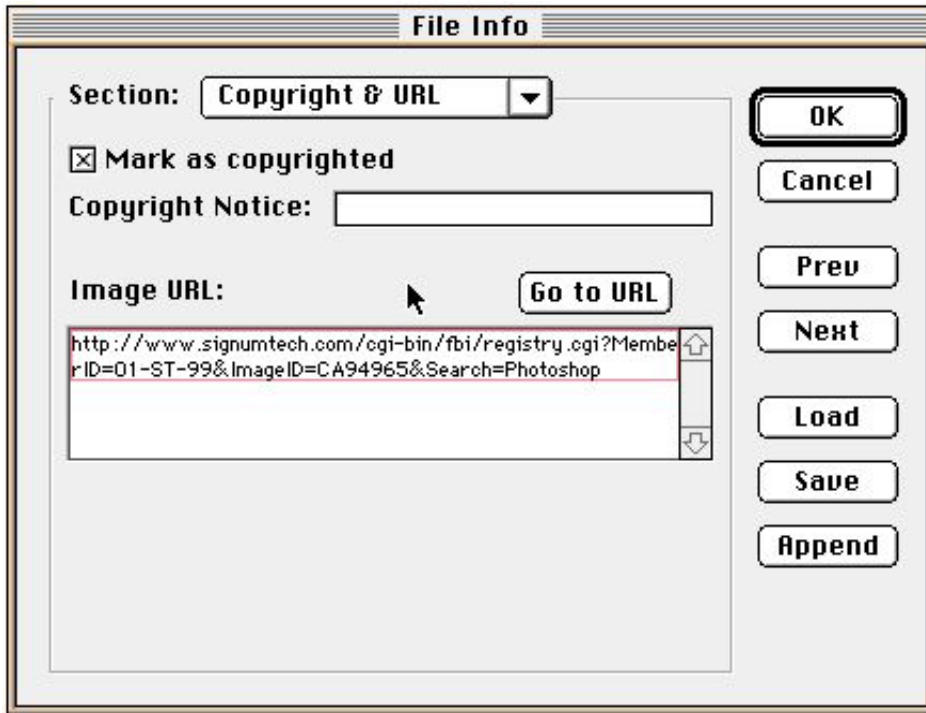 File Info
Section: Copyright & URL
OK
Mark as copyrighted
Cancel
Copyright Notice:
Prev
Image URL: Go to URL
Next
http://www.signumtech.com/cgi-bin/fbi/registry.cgi?Membe
rID=01-ST-99&ImageID=CA94965&Search=Photoshop
Load
Save
Append